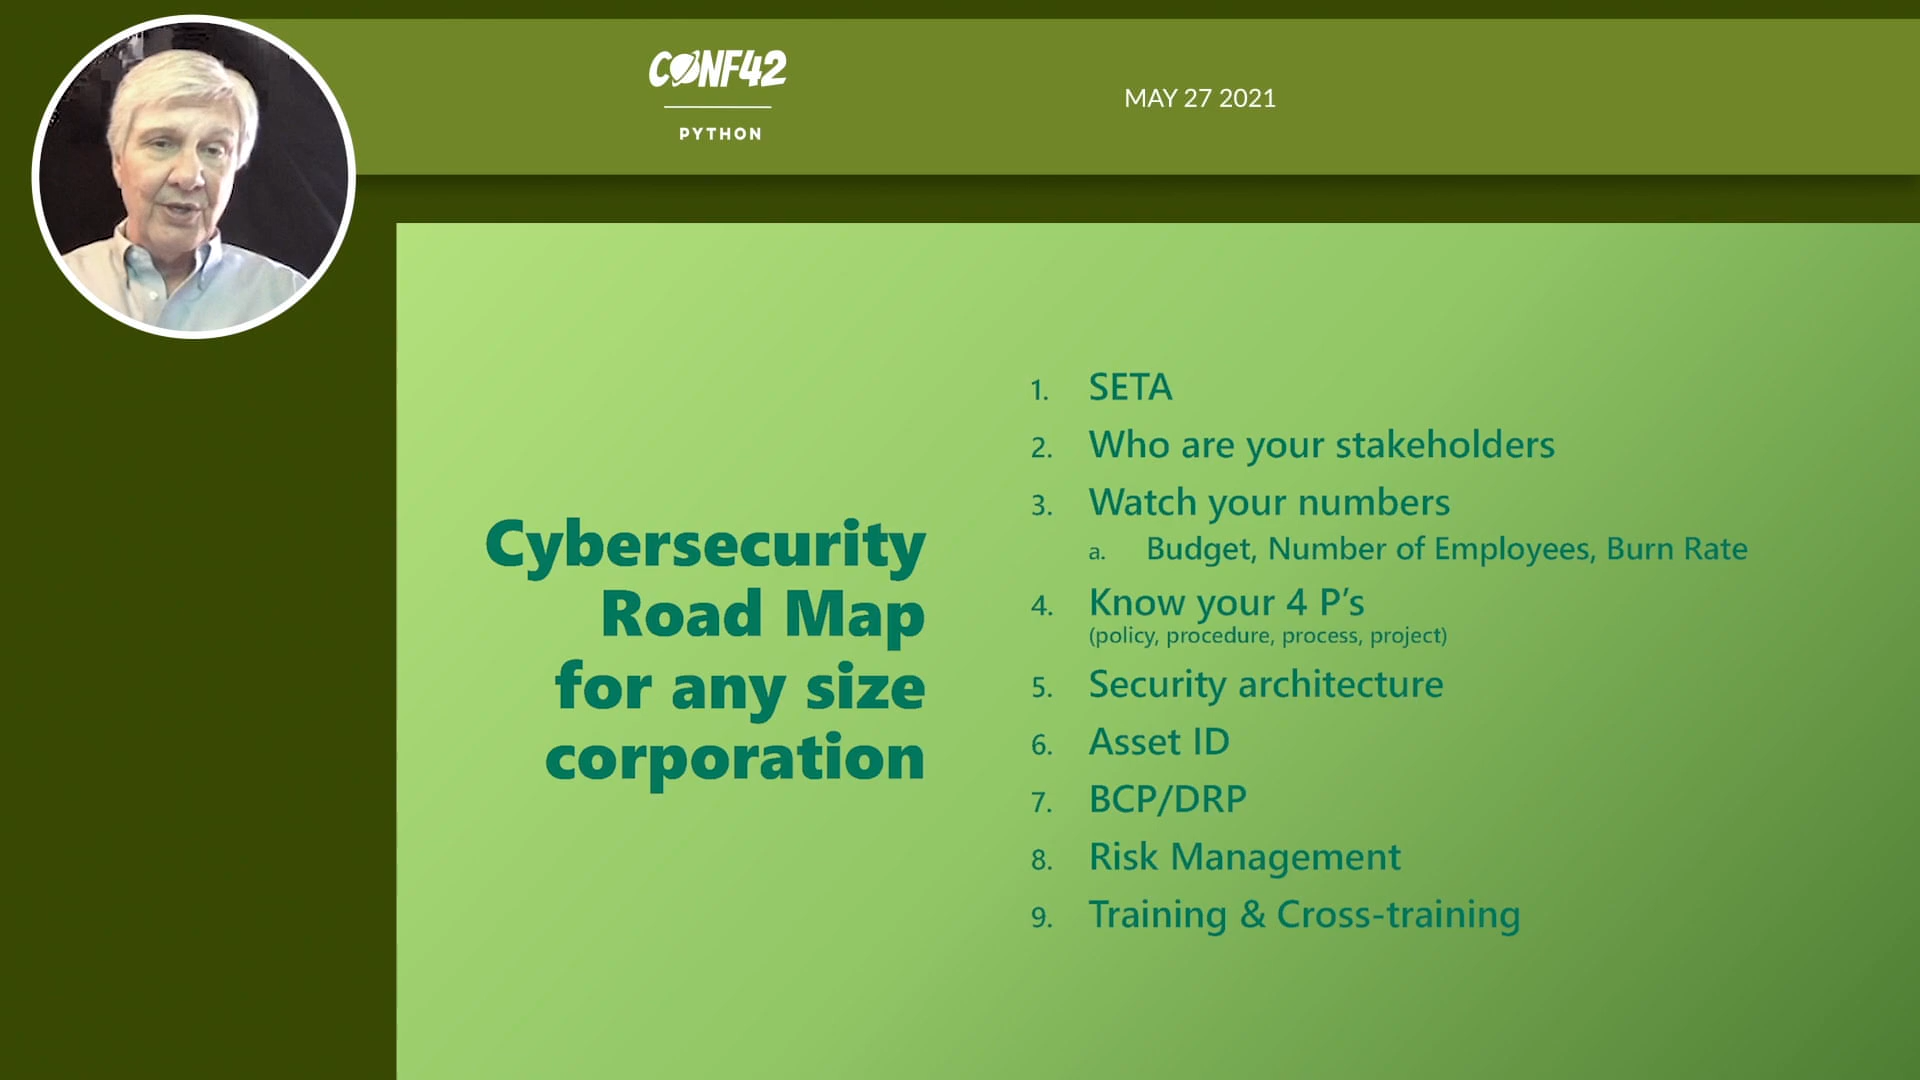 CONF42
PYTHON
MAY 27 2021
Cybersecurity
Road Map
for any size
corporation
1. SETA
2. Who are your stakeholders
3. Watch your numbers
a. Budget, Number of Employees, Burn Rate
4. Know your 4 P’s
(policy, procedure, process, project)
5. Security architecture
6. Asset ID
7. BCP/DRP
8. Risk Management
9. Training & Cross-training